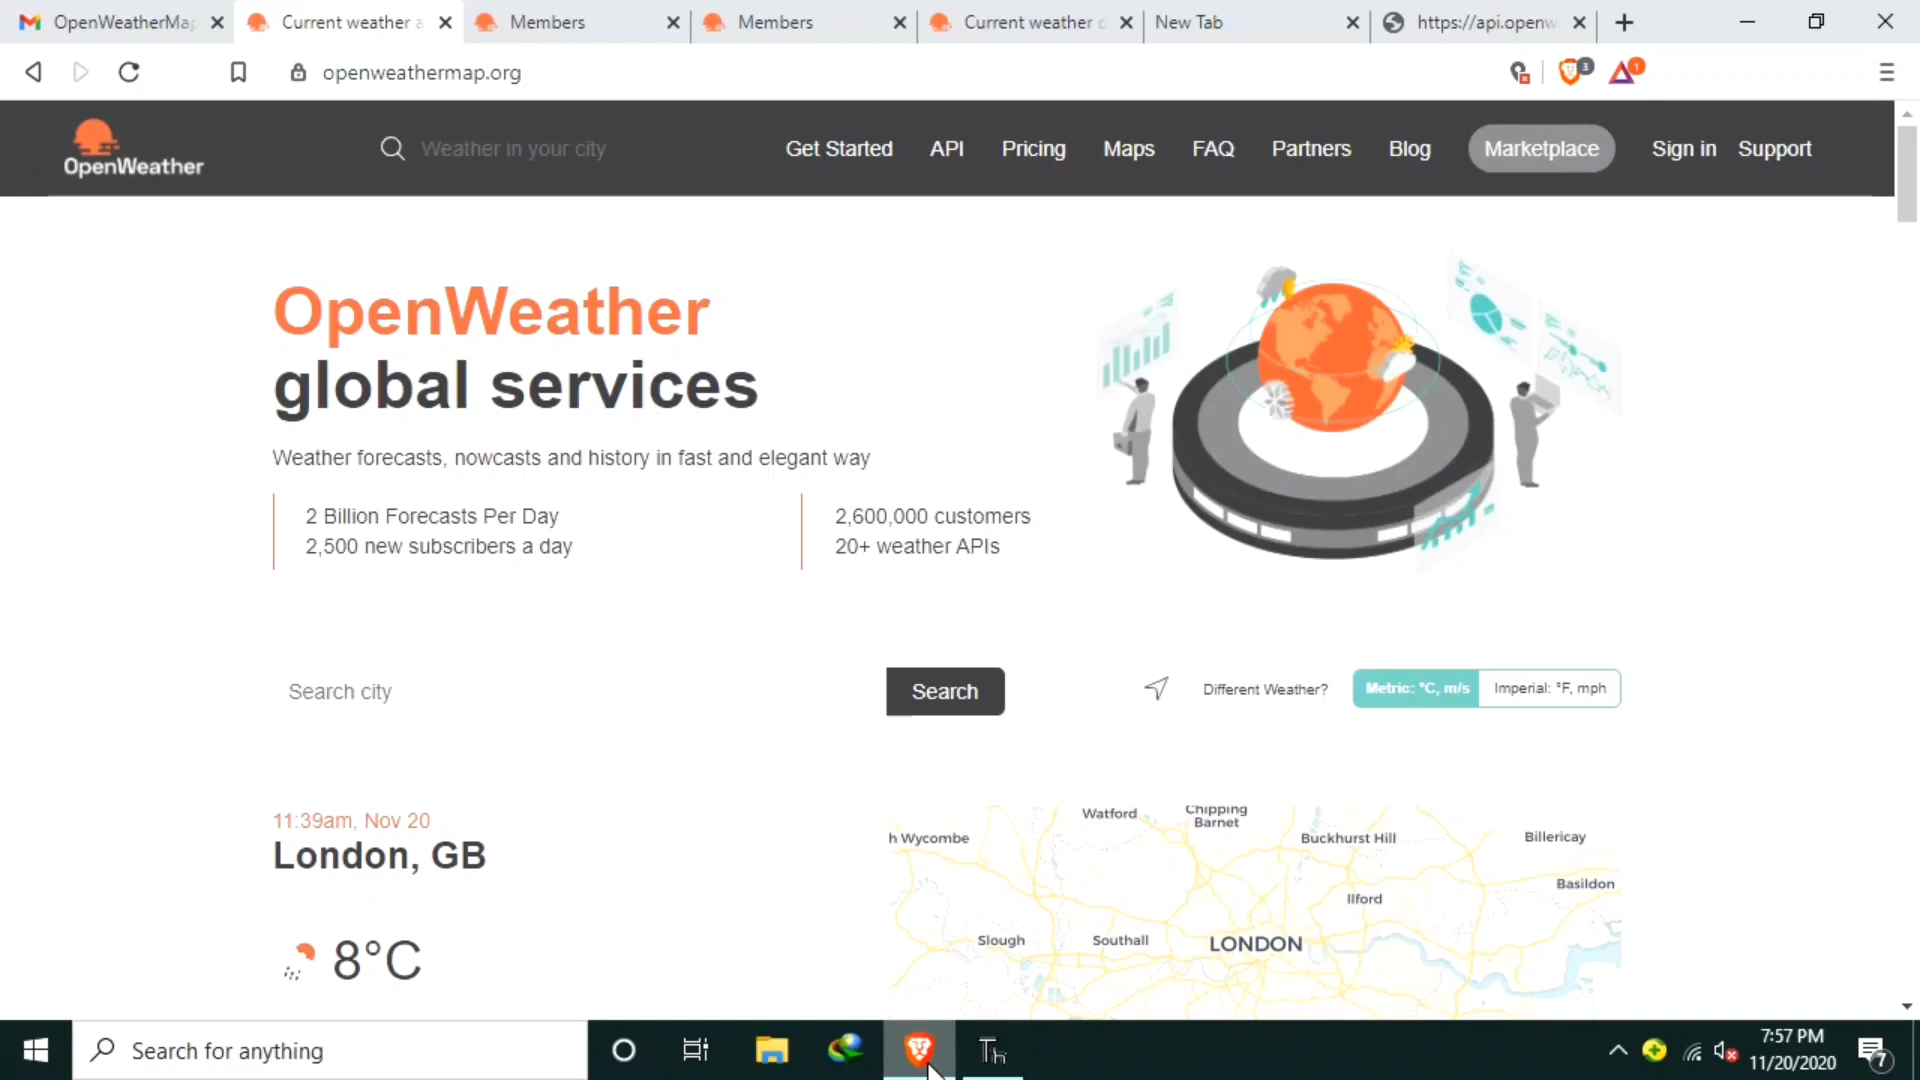 OpenWeatherMap
Current weather a
Members
Members
Current weather c
New Tab
https://api.openw
openweathermap.org
3
1
OpenWeather
Weather in your city
Get Started
API
Pricing
Maps
FAQ
Partners
Blog
Marketplace
Sign in
Support
OpenWeather
global services
Weather forecasts, nowcasts and history in fast and elegant way
2 Billion Forecasts Per Day
2,500 new subscribers a day
2,600,000 customers
20+ weather APIs
Search city
Search
Different Weather?
Metric: °C, m/s
Imperial: °F, mph
11:39am, Nov 20
London, GB
8°C
Watford
Chipping
Barnet
h Wycombe
Buckhurst Hill
Billericay
Basildon
Ilford
Slough
Southall
LONDON
Search for anything
Th
7:57 PM
11/20/2020
7